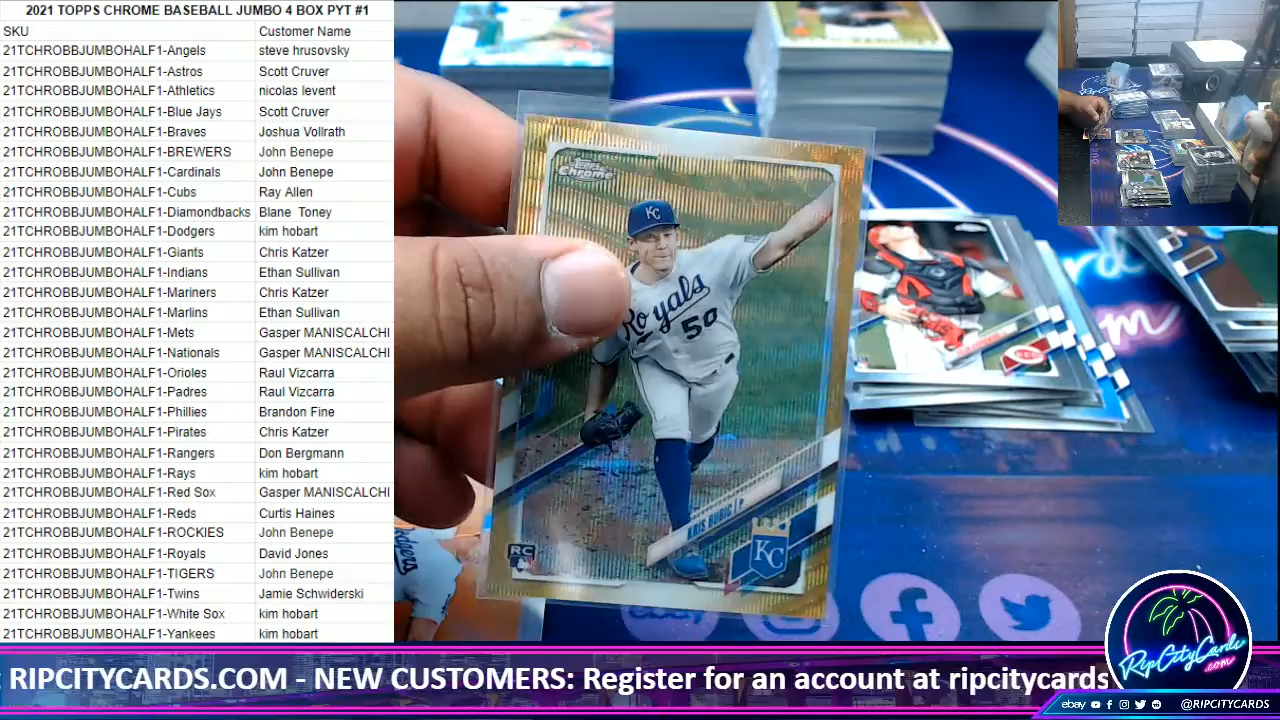 2021 TOPPS CHROME BASEBALL JUMBO 4 BOX PYT #1
SKU Customer Name
21TCHROBBJUMBOHALF1-Angels steve hrusovsky
21TCHROBBJUMBOHALF1-Astros Scott Cruver
21TCHROBBJUMBOHALF1-Athletics nicolas levent
21TCHROBBJUMBOHALF1-Blue Jays Scott Cruver
21TCHROBBJUMBOHALF1-Braves Joshua Vollrath
21TCHROBBJUMBOHALF1-BREWERS John Benepe
21TCHROBBJUMBOHALF1-Cardinals John Benepe
21TCHROBBJUMBOHALF1-Cubs Ray Allen
21TCHROBBJUMBOHALF1-Diamondbacks Blane Toney
21TCHROBBJUMBOHALF1-Dodgers kim hobart
21TCHROBBJUMBOHALF1-Giants Chris Katzer
21TCHROBBJUMBOHALF1-Indians Ethan Sullivan
21TCHROBBJUMBOHALF1-Mariners Chris Katzer
21TCHROBBJUMBOHALF1-Marlins Ethan Sullivan
21TCHROBBJUMBOHALF1-Mets Gasper MANISCALCHI
21TCHROBBJUMBOHALF1-Nationals Gasper MANISCALCHI
21TCHROBBJUMBOHALF1-Orioles Raul Vizcarra
21TCHROBBJUMBOHALF1-Padres Raul Vizcarra
21TCHROBBJUMBOHALF1-Phillies Brandon Fine
21TCHROBBJUMBOHALF1-Pirates Chris Katzer
21TCHROBBJUMBOHALF1-Rangers Don Bergmann
21TCHROBBJUMBOHALF1-Rays kim hobart
21TCHROBBJUMBOHALF1-Red Sox Gasper MANISCALCHI
21TCHROBBJUMBOHALF1-Reds Curtis Haines
21TCHROBBJUMBOHALF1-ROCKIES John Benepe
21TCHROBBJUMBOHALF1-Royals David Jones
21TCHROBBJUMBOHALF1-TIGERS John Benepe
21TCHROBBJUMBOHALF1-Twins Jamie Schwiderski
21TCHROBBJUMBOHALF1-White Sox kim hobart
21TCHROBBJUMBOHALF1-Yankees kim hobart
Topps
Chrome
KC
Royals
50
KRIS BUBIC LP
RC
KC
REDS
Dodgers
ebay
RipCityCards
.com
RIPCITYCARDS.COM - NEW CUSTOMERS: Register for an account at ripcitycards
ebay @RIPCITYCARDS